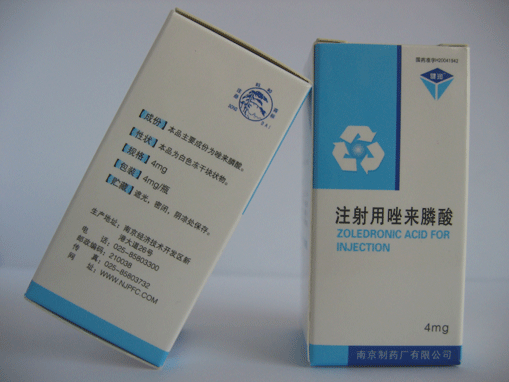 【成份】本品主要成份为唑来膦酸。
【性状】本品为白色冻干块状物。
【规格】4mg
【包装】4mg/瓶
【贮藏】遮光,密闭,阴凉处保存。
生产地址:南京经济技术开发区新
港大道26号
电 话:025-85803300
邮政编码:210038
传 真:025-85803732
网 址:WWW.NJPFC.COM
国药准字H20041346
注射用唑来膦酸
ZOLEDRONIC ACID FOR
INJECTION
4mg
南京制药厂有限公司